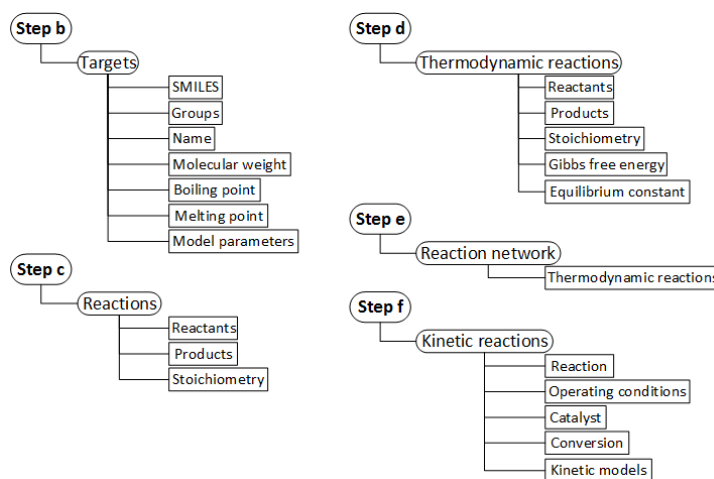 Step b
Targets
SMILES
Groups
Name
Molecular weight
Boiling point
Melting point
Model parameters
Step c
Reactions
Reactants
Products
Stoichiometry
Step d
Thermodynamic reactions
Reactants
Products
Stoichiometry
Gibbs free energy
Equilibrium constant
Step e
Reaction network
Thermodynamic reactions
Step f
Kinetic reactions
Reaction
Operating conditions
Catalyst
Conversion
Kinetic models